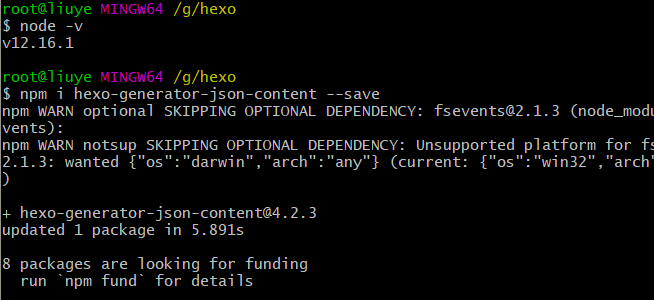 root@liuye MINGW64 /g/hexo
$ node -v
v12.16.1
root@liuye MINGW64 /g/hexo
$ npm i hexo-generator-json-content --save
npm WARN optional SKIPPING OPTIONAL DEPENDENCY: fsevents@2.1.3 (node_modu
vents):
npm WARN notsup SKIPPING OPTIONAL DEPENDENCY: Unsupported platform for fs
2.1.3: wanted {"os":"darwin","arch":"any"} (current: {"os":"win32","arch"
)
+ hexo-generator-json-content@4.2.3
updated 1 package in 5.891s
8 packages are looking for funding
  run `npm fund` for details